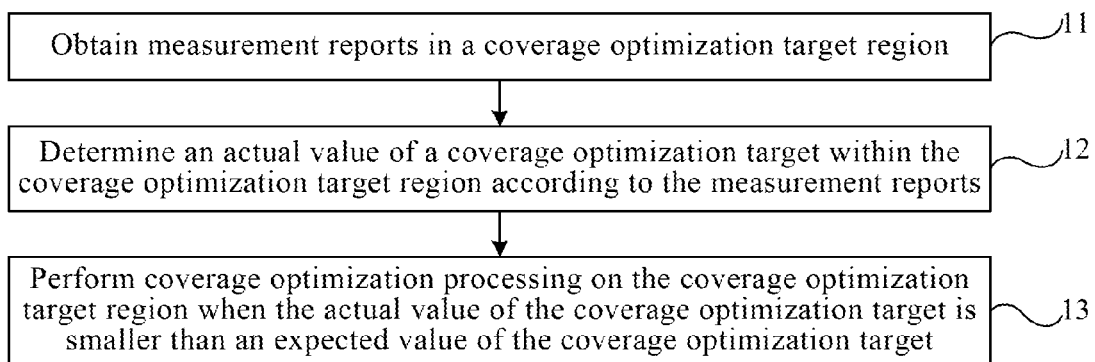 Obtain measurement reports in a coverage optimization target region
11
Determine an actual value of a coverage optimization target within the
coverage optimization target region according to the measurement reports
12
Perform coverage optimization processing on the coverage optimization
target region when the actual value of the coverage optimization target is
smaller than an expected value of the coverage optimization target
13